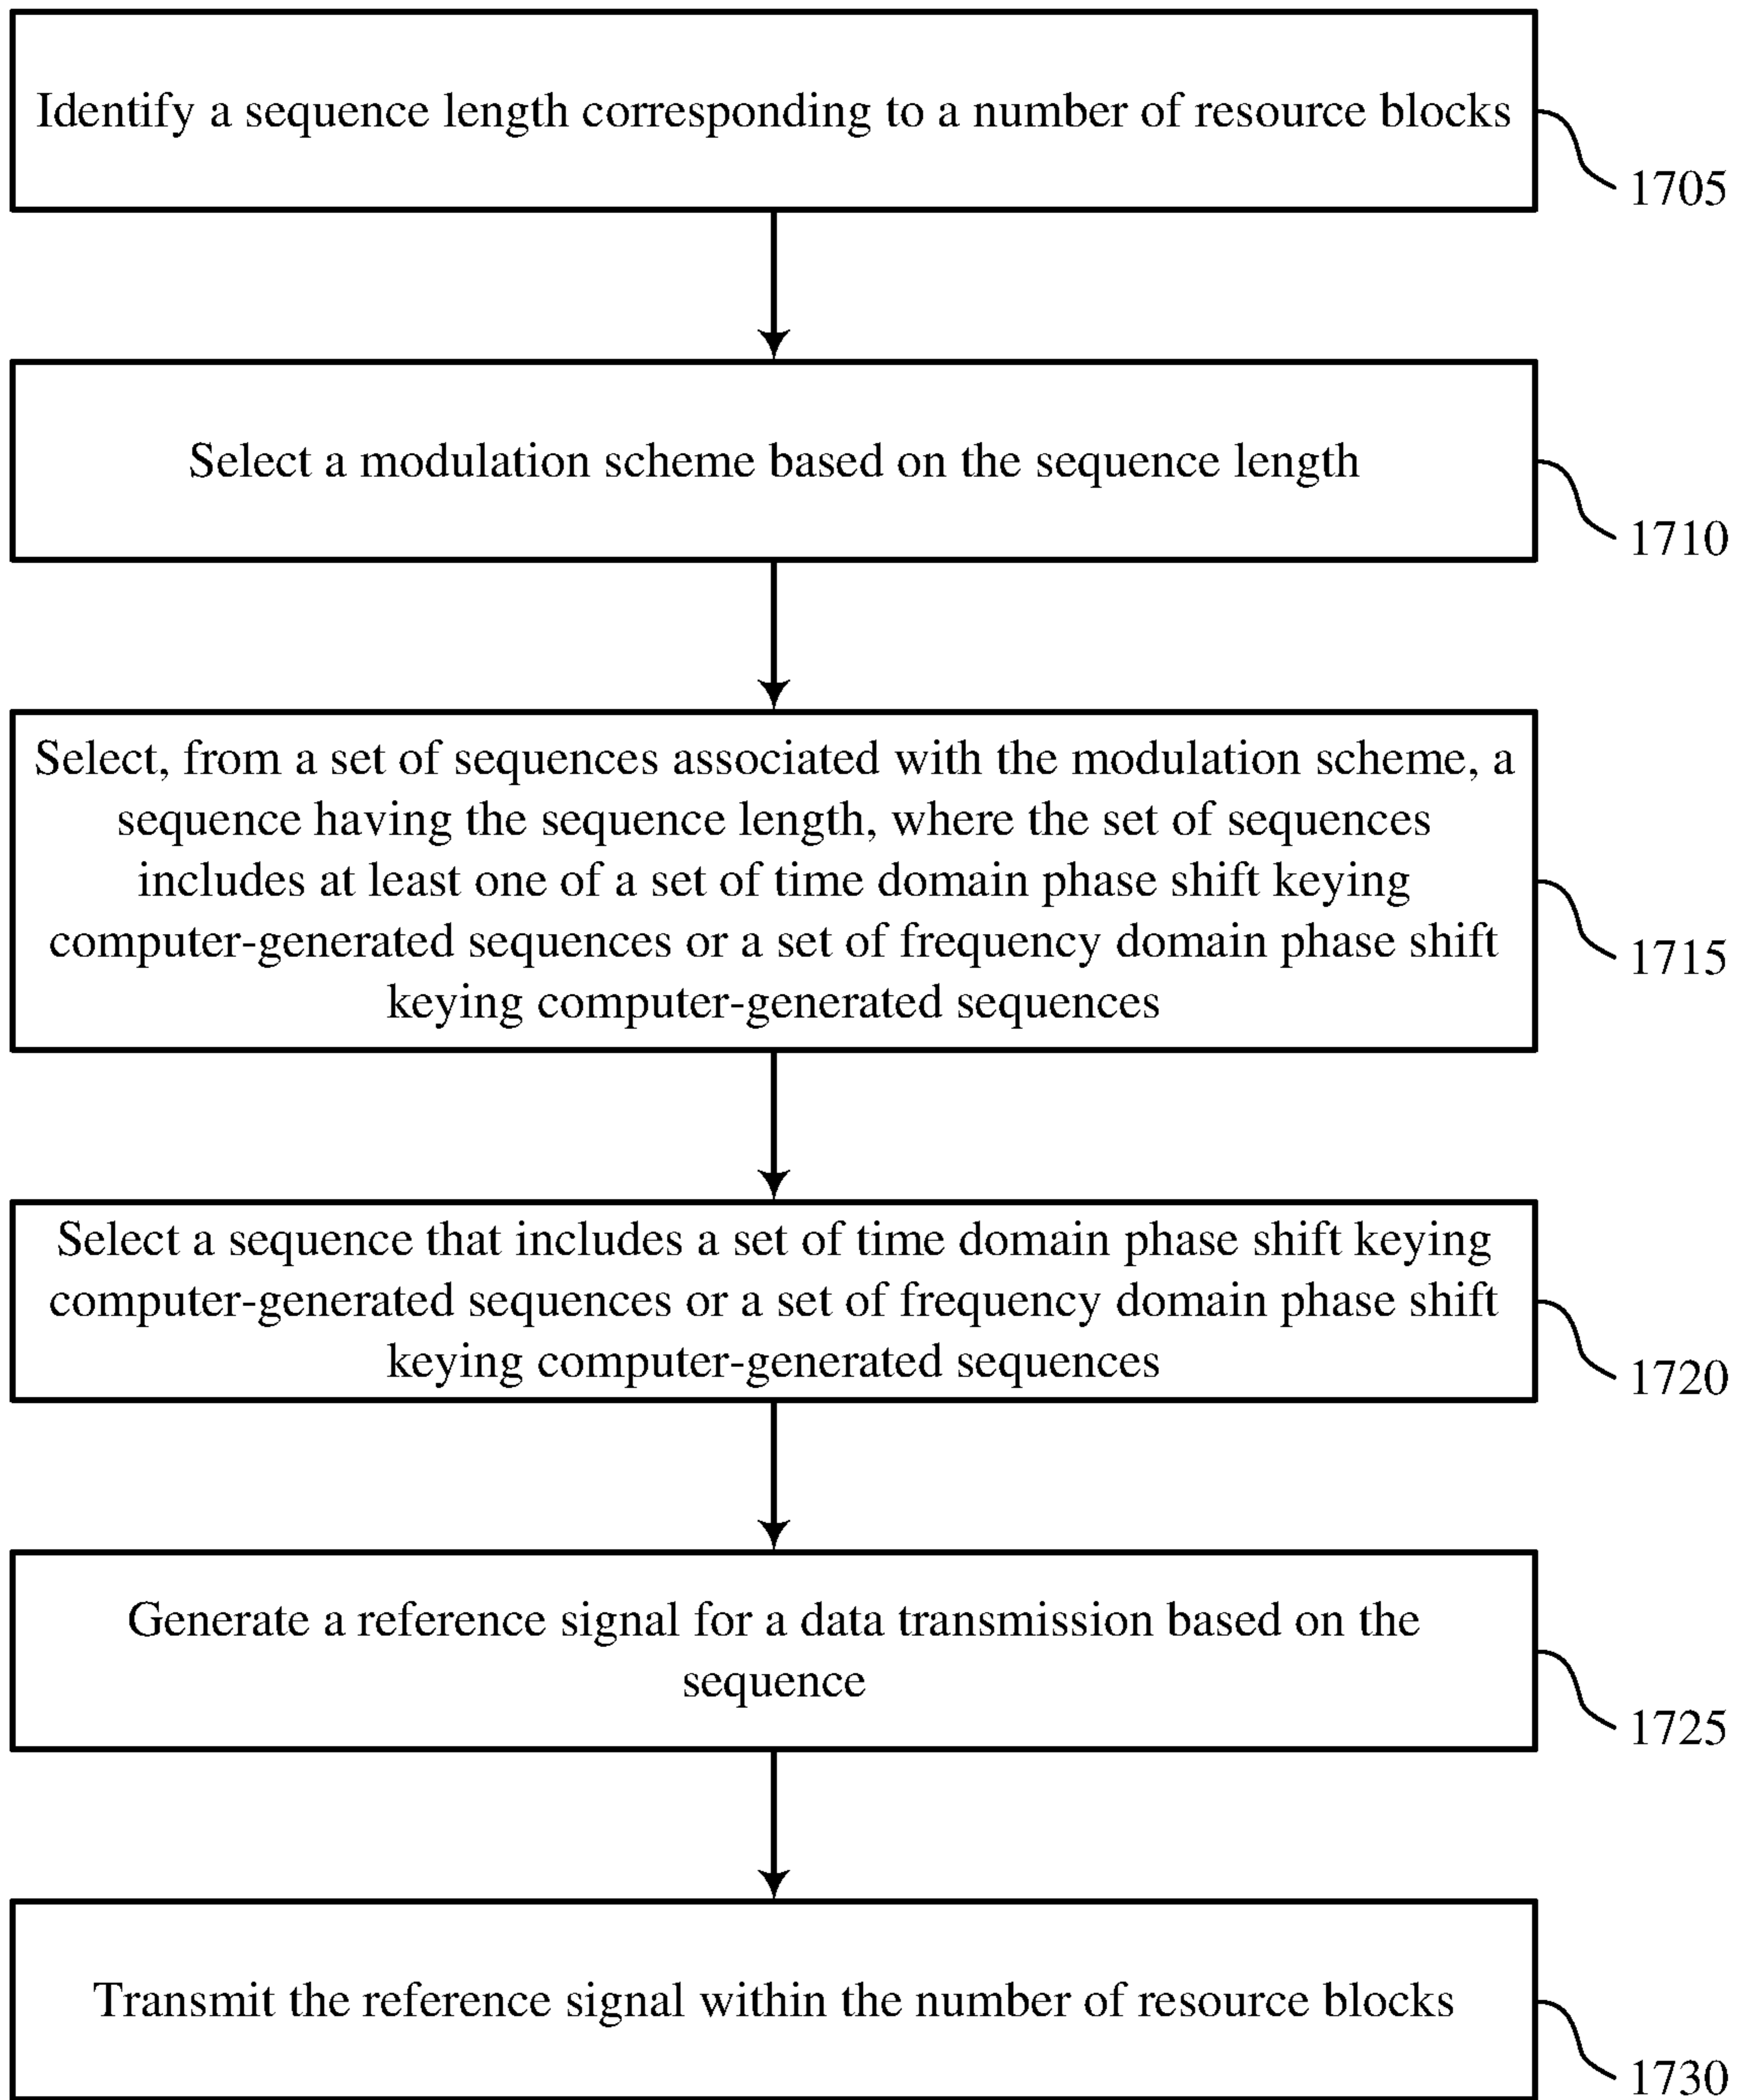 Identify a sequence length corresponding to a number of resource blocks
1705
Select a modulation scheme based on the sequence length
1710
Select, from a set of sequences associated with the modulation scheme, a
sequence having the sequence length, where the set of sequences
includes at least one of a set of time domain phase shift keying
computer-generated sequences or a set of frequency domain phase shift
keying computer-generated sequences
1715
Select a sequence that includes a set of time domain phase shift keying
computer-generated sequences or a set of frequency domain phase shift
keying computer-generated sequences
1720
Generate a reference signal for a data transmission based on the
sequence
1725
Transmit the reference signal within the number of resource blocks
1730